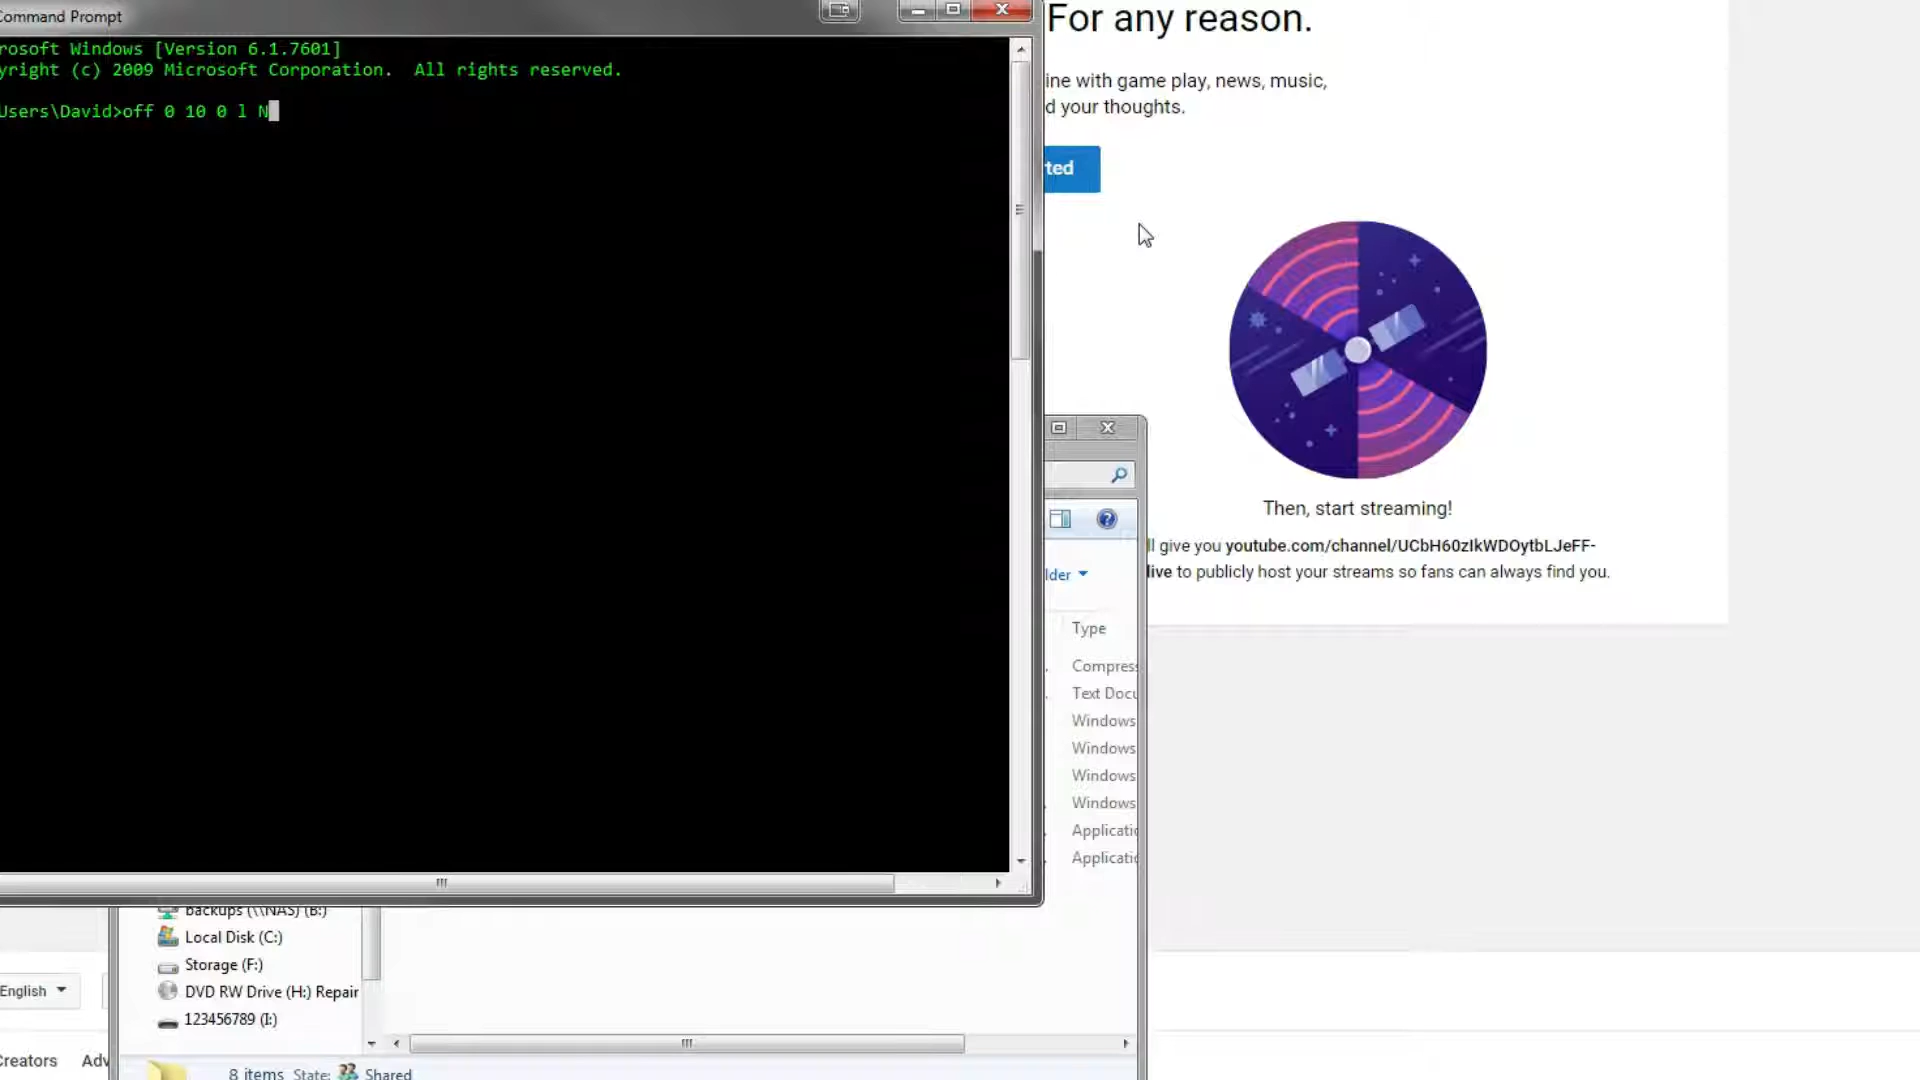 Command Prompt
rosoft Windows [Version 6.1.7601]
yright (c) 2009 Microsoft Corporation.  All rights reserved.
Users\David>off 0 10 0 l N
For any reason.
ine with game play, news, music,
d your thoughts.
ted
Then, start streaming!
ll give you youtube.com/channel/UCbH60zIkWDOytbLJeFF-
live to publicly host your streams so fans can always find you.
lder
Type
Compress
Text Docu
Windows
Windows
Windows
Windows
Applicatio
Applicatio
backups (\\NAS) (B:)
Local Disk (C:)
Storage (F:)
DVD RW Drive (H:) Repair
123456789 (I:)
English
Creators Adv
8 items State: Shared